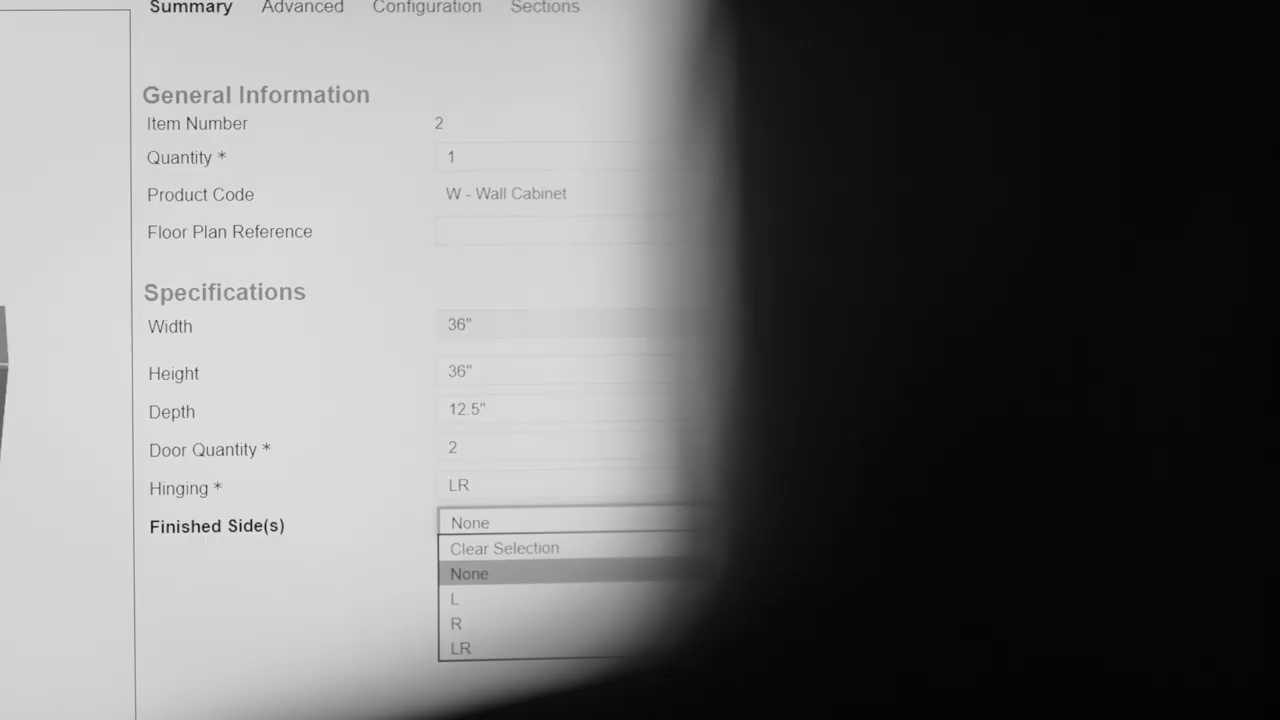 Summary Advanced Configuration Sections
General Information
Item Number 2
Quantity * 1
Product Code W - Wall Cabinet
Floor Plan Reference
Specifications
Width 36"
Height 36"
Depth 12.5"
Door Quantity * 2
Hinging * LR
Finished Side(s) None
Clear Selection
None
L
R
LR